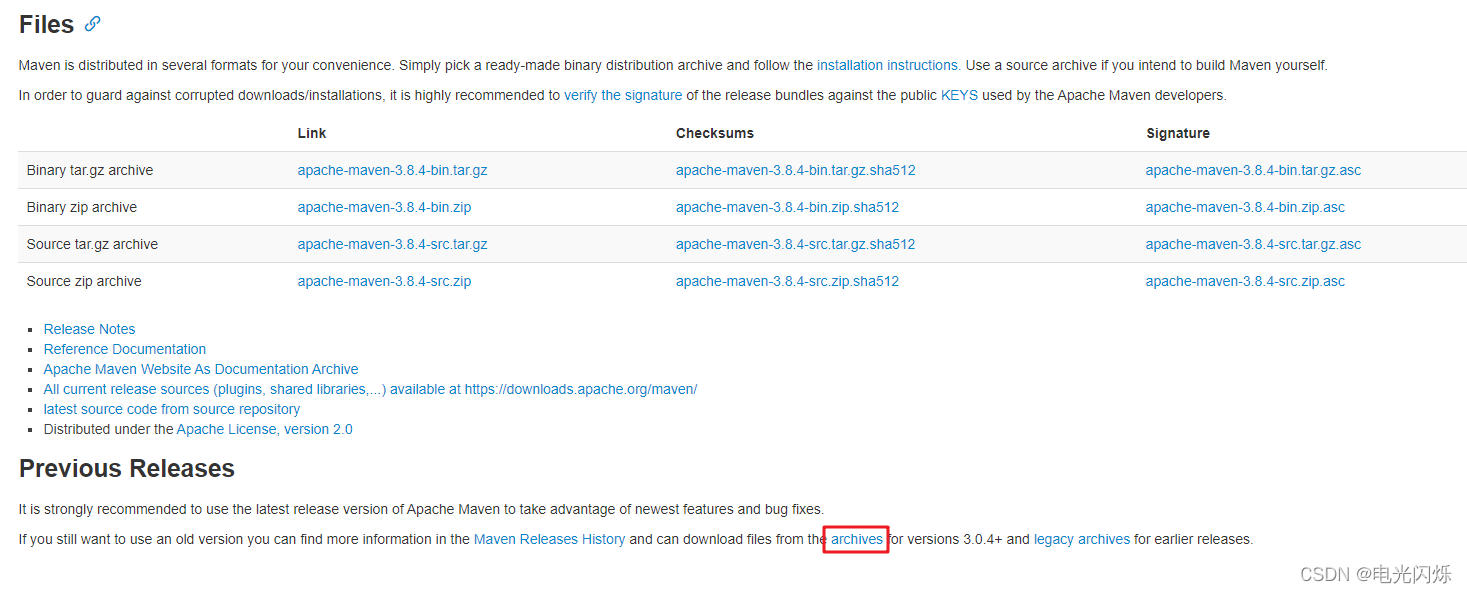 Files
Maven is distributed in several formats for your convenience. Simply pick a ready-made binary distribution archive and follow the installation instructions. Use a source archive if you intend to build Maven yourself.
In order to guard against corrupted downloads/installations, it is highly recommended to verify the signature of the release bundles against the public KEYS used by the Apache Maven developers.
Link Checksums Signature
Binary tar.gz archive apache-maven-3.8.4-bin.tar.gz apache-maven-3.8.4-bin.tar.gz.sha512 apache-maven-3.8.4-bin.tar.gz.asc
Binary zip archive apache-maven-3.8.4-bin.zip apache-maven-3.8.4-bin.zip.sha512 apache-maven-3.8.4-bin.zip.asc
Source tar.gz archive apache-maven-3.8.4-src.tar.gz apache-maven-3.8.4-src.tar.gz.sha512 apache-maven-3.8.4-src.tar.gz.asc
Source zip archive apache-maven-3.8.4-src.zip apache-maven-3.8.4-src.zip.sha512 apache-maven-3.8.4-src.zip.asc
Release Notes
Reference Documentation
Apache Maven Website As Documentation Archive
All current release sources (plugins, shared libraries,...) available at https://downloads.apache.org/maven/
latest source code from source repository
Distributed under the Apache License, version 2.0
Previous Releases
It is strongly recommended to use the latest release version of Apache Maven to take advantage of newest features and bug fixes.
If you still want to use an old version you can find more information in the Maven Releases History and can download files from the archives for versions 3.0.4+ and legacy archives for earlier releases.
CSDN @电光闪烁